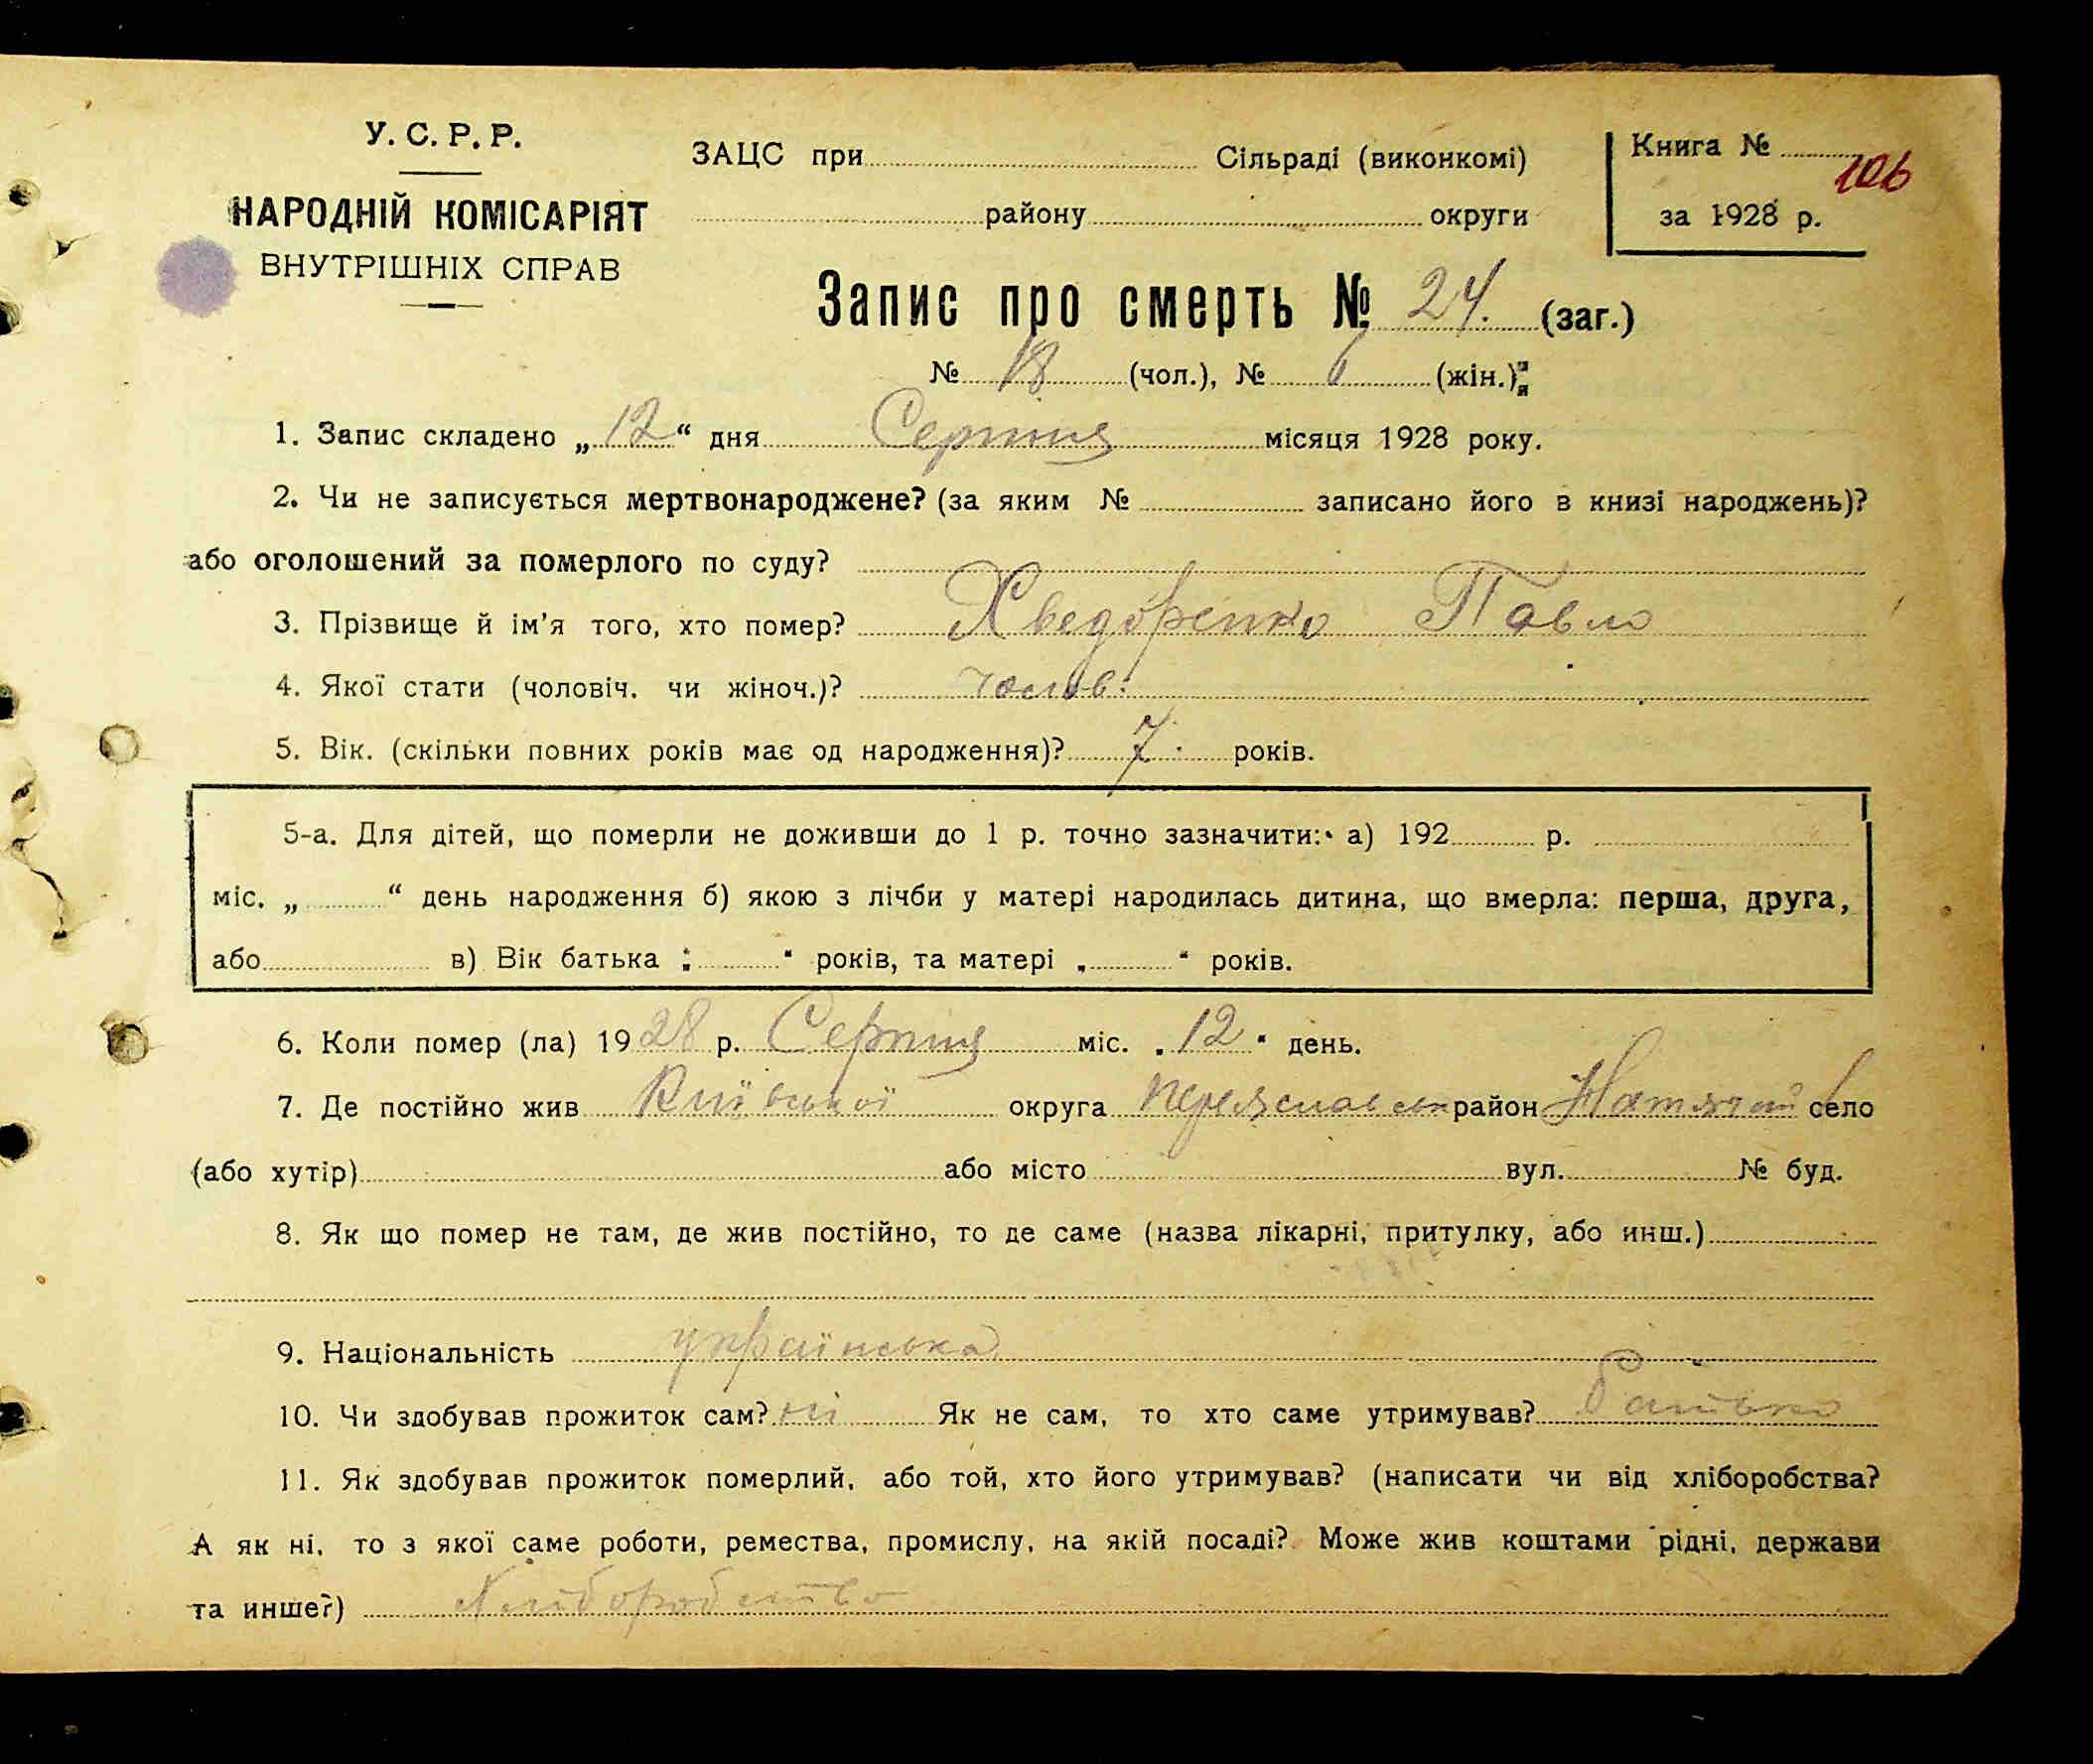 У. С. Р. Р.
НАРОДНІЙ КОМІСАРІЯТ
ВНУТРІШНІХ СПРАВ
ЗАЦС при Сільраді (виконкомі)
району округи
Книга №
106
за 1928 р.
Запис про смерть № 24. (заг.)
№ 18 (чол.), № 6 (жін.)
1. Запис складено „12“ дня Серпня місяця 1928 року.
2. Чи не записується мертвонароджене? (за яким № записано його в книзі народжень)?
або оголошений за померлого по суду?
3. Прізвище й ім'я того, хто помер? Хведоренко Павло
4. Якої стати (чоловіч. чи жіноч.)? чолов.
5. Вік. (скільки повних років має од народження)? 7. років.
5-а. Для дітей, що померли не доживши до 1 р. точно зазначити: а) 192 р.
міс. „ “ день народження б) якою з лічби у матері народилась дитина, що вмерла: перша, друга,
або в) Вік батька „ “ років, та матері „ “ років.
6. Коли помер (ла) 1928 р. Серпня міс. „12“ день.
7. Де постійно жив Київської округа Переяславськ район село
(або хутір) або місто вул. № буд.
8. Як що помер не там, де жив постійно, то де саме (назва лікарні, притулку, або инш.)
9. Національність українська
10. Чи здобував прожиток сам? ні Як не сам, то хто саме утримував? батько
11. Як здобував прожиток померлий, або той, хто його утримував? (написати чи від хліборобства?
А як ні, то з якої саме роботи, ремества, промислу, на якій посаді? Може жив коштами рідні, держави
та инше?) Хліборобство